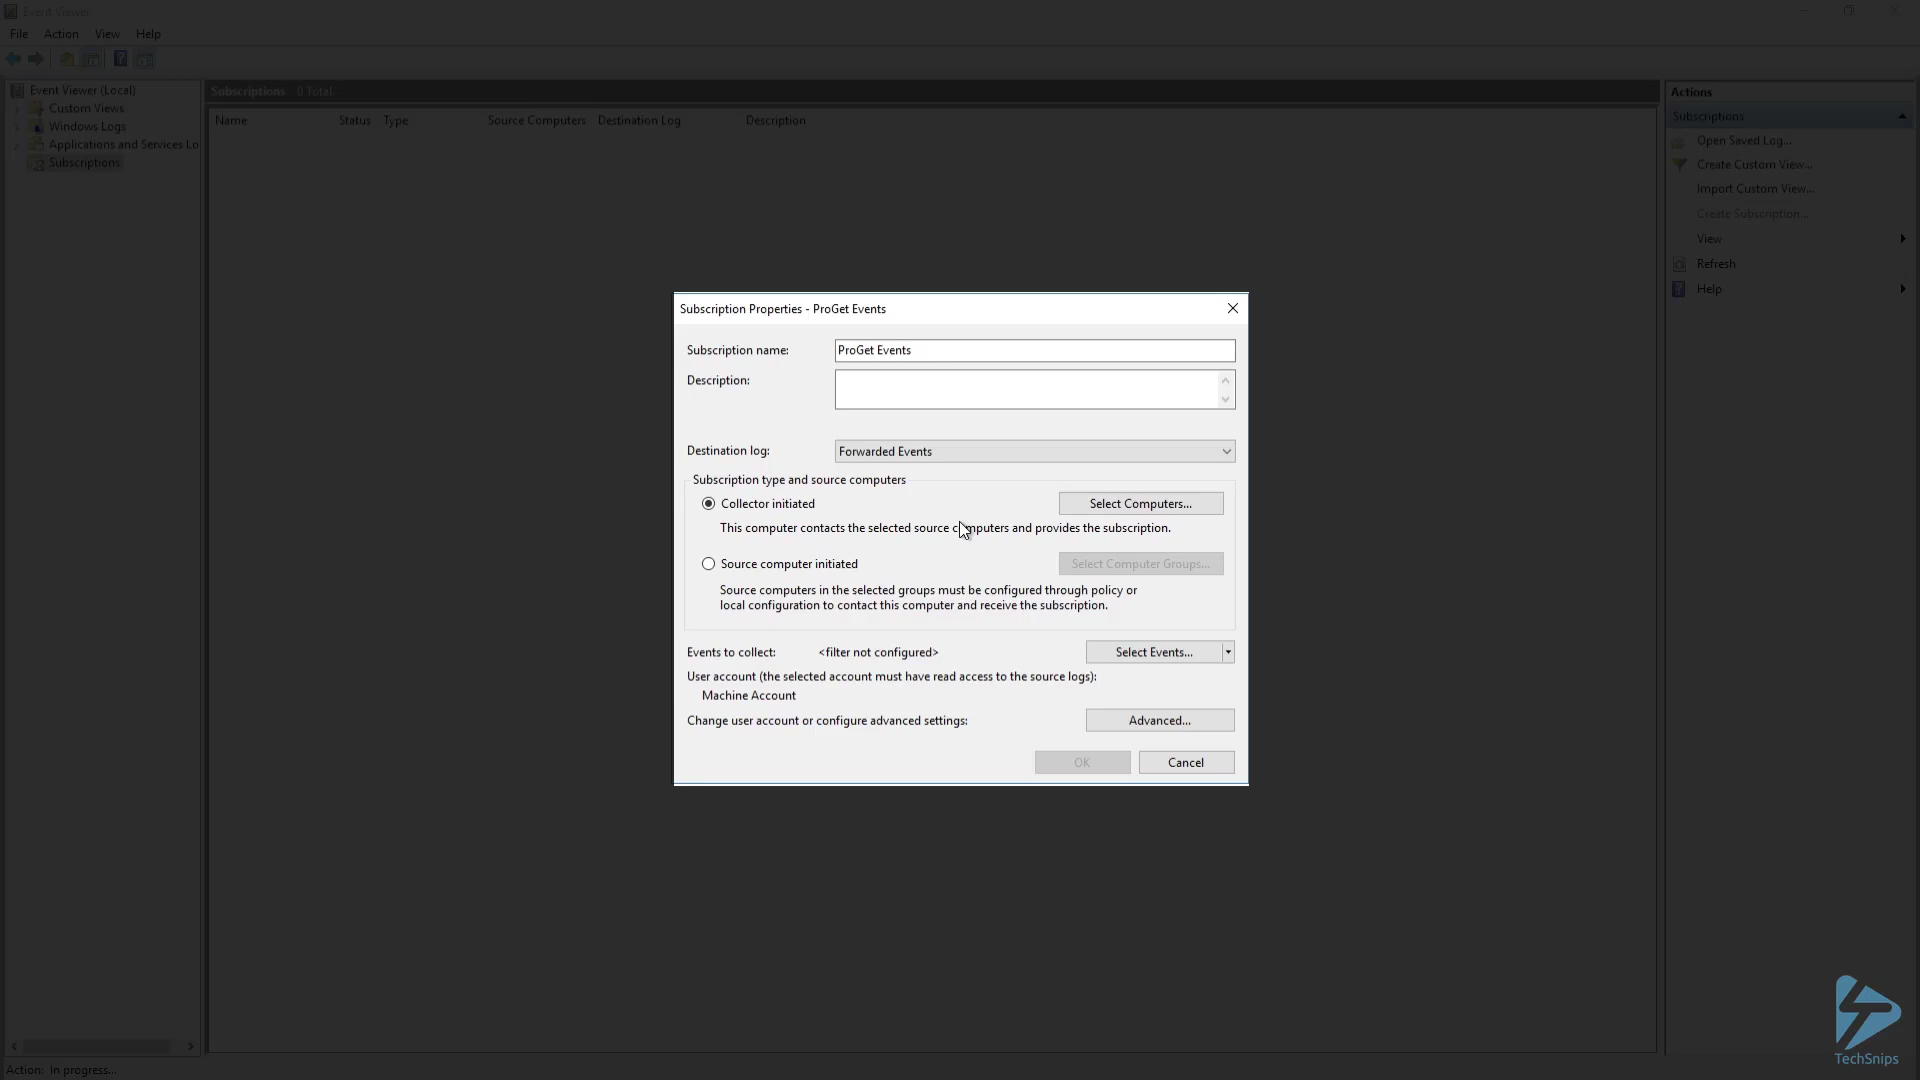 Event Viewer
File Action View Help
Event Viewer (Local)
Custom Views
Windows Logs
Applications and Services Lo
Subscriptions
Subscriptions 0 Total
Name Status Type Source Computers Destination Log Description
Actions
Subscriptions
Open Saved Log...
Create Custom View...
Import Custom View...
Create Subscription...
View
Refresh
Help
Subscription Properties - ProGet Events
Subscription name: ProGet Events
Description:
Destination log: Forwarded Events
Subscription type and source computers
Collector initiated Select Computers...
This computer contacts the selected source computers and provides the subscription.
Source computer initiated Select Computer Groups...
Source computers in the selected groups must be configured through policy or
local configuration to contact this computer and receive the subscription.
Events to collect: <filter not configured> Select Events...
User account (the selected account must have read access to the source logs):
Machine Account
Change user account or configure advanced settings: Advanced...
OK Cancel
Action: In progress...
TechSnips